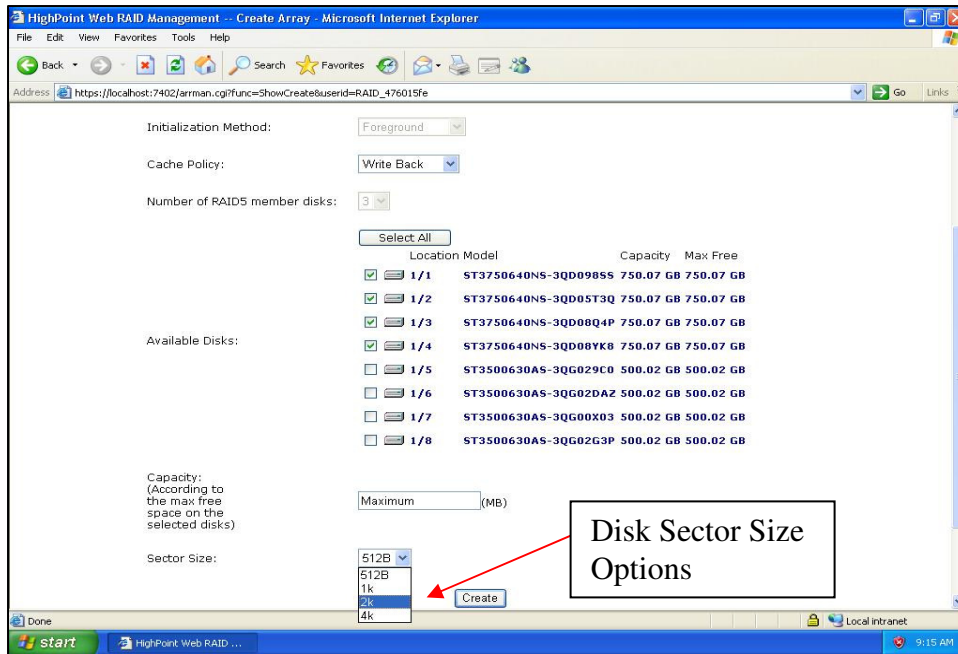 HighPoint Web RAID Management -- Create Array - Microsoft Internet Explorer
File Edit View Favorites Tools Help
Back Search Favorites
Address https://localhost:7402/arrman.cgi?func=ShowCreate&userid=RAID_476015fe Go Links
Initialization Method: Foreground
Cache Policy: Write Back
Number of RAID5 member disks: 3
Select All
Location Model Capacity Max Free
1/1 ST3750640NS-3QD098SS 750.07 GB 750.07 GB
1/2 ST3750640NS-3QD05T3Q 750.07 GB 750.07 GB
1/3 ST3750640NS-3QD08Q4P 750.07 GB 750.07 GB
Available Disks:
1/4 ST3750640NS-3QD08YK8 750.07 GB 750.07 GB
1/5 ST3500630AS-3QG029C0 500.02 GB 500.02 GB
1/6 ST3500630AS-3QG02DAZ 500.02 GB 500.02 GB
1/7 ST3500630AS-3QG00X03 500.02 GB 500.02 GB
1/8 ST3500630AS-3QG02G3P 500.02 GB 500.02 GB
Capacity:
(According to
the max free
space on the
selected disks)
Maximum (MB)
Disk Sector Size
Options
Sector Size: 512B
512B
1k
2k
4k
Create
Done Local intranet
start HighPoint Web RAID ... 9:15 AM